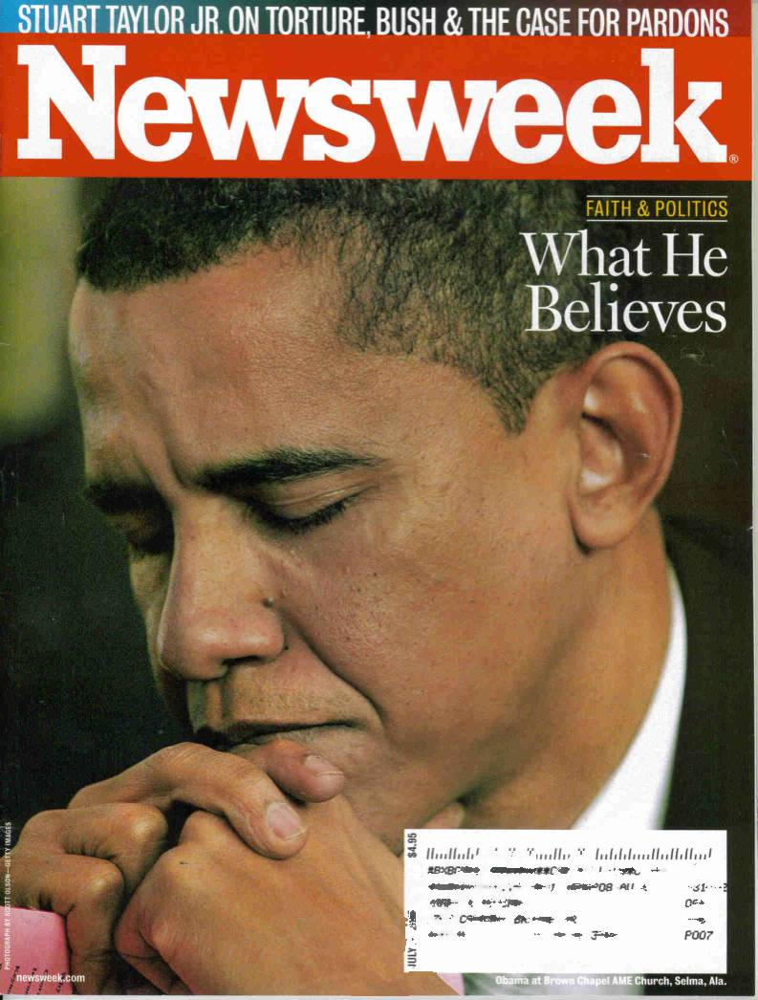 STUART TAYLOR JR. ON TORTURE, BUSH & THE CASE FOR PARDONS
Newsweek®
FAITH & POLITICS
What He
Believes
PHOTOGRAPH BY SCOTT OLSON—GETTY IMAGES
$4.95
JULY
P007
newsweek.com
Obama at Brown Chapel AME Church, Selma, Ala.